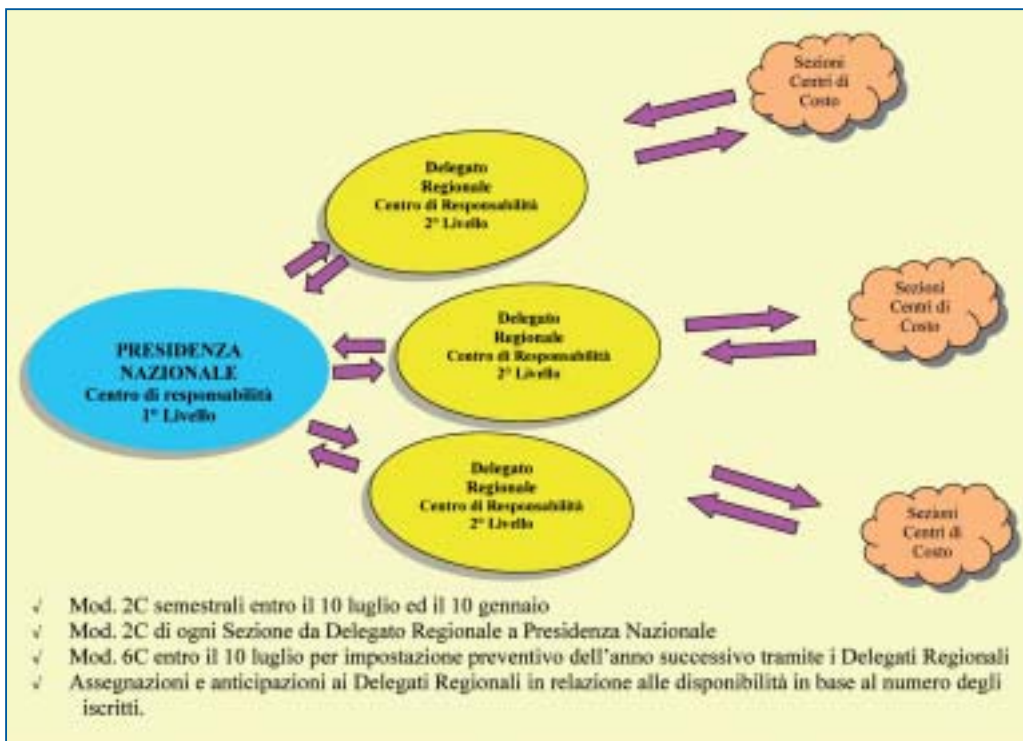 Sezioni
Centri di
Costo
Delegato
Regionale
Centro di Responsabilità
2° Livello
Sezioni
Centri di
Costo
Delegato
Regionale
Centro di Responsabilità
2° Livello
PRESIDENZA
NAZIONALE
Centro di responsabilità
1° Livello
Delegato
Regionale
Centro di Responsabilità
2° Livello
Sezioni
Centri di
Costo
√ Mod. 2C semestrali entro il 10 luglio ed il 10 gennaio
√ Mod. 2C di ogni Sezione da Delegato Regionale a Presidenza Nazionale
√ Mod. 6C entro il 10 luglio per impostazione preventivo dell'anno successivo tramite i Delegati Regionali
√ Assegnazioni e anticipazioni ai Delegati Regionali in relazione alle disponibilità in base al numero degli
iscritti.